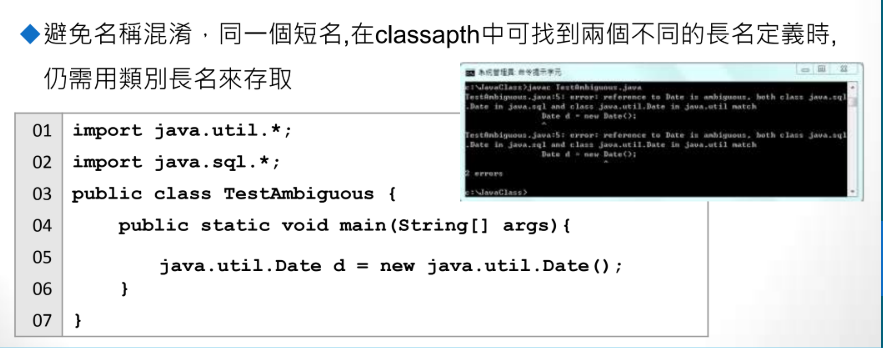 ◆避免名稱混淆,同一個短名,在classapth中可找到兩個不同的長名定義時,
仍需用類別長名來存取
系統管理員: 命令提示字元
c:\JavaClass>javac TestAmbiguous.java
TestAmbiguous.java:5: error: reference to Date is ambiguous, both class java.sql
.Date in java.sql and class java.util.Date in java.util match
Date d = new Date();
^
TestAmbiguous.java:5: error: reference to Date is ambiguous, both class java.sql
.Date in java.sql and class java.util.Date in java.util match
Date d = new Date();
^
2 errors
c:\JavaClass>
01 import java.util.*;
02 import java.sql.*;
03 public class TestAmbiguous {
04 public static void main(String[] args){
05 java.util.Date d = new java.util.Date();
06 }
07 }